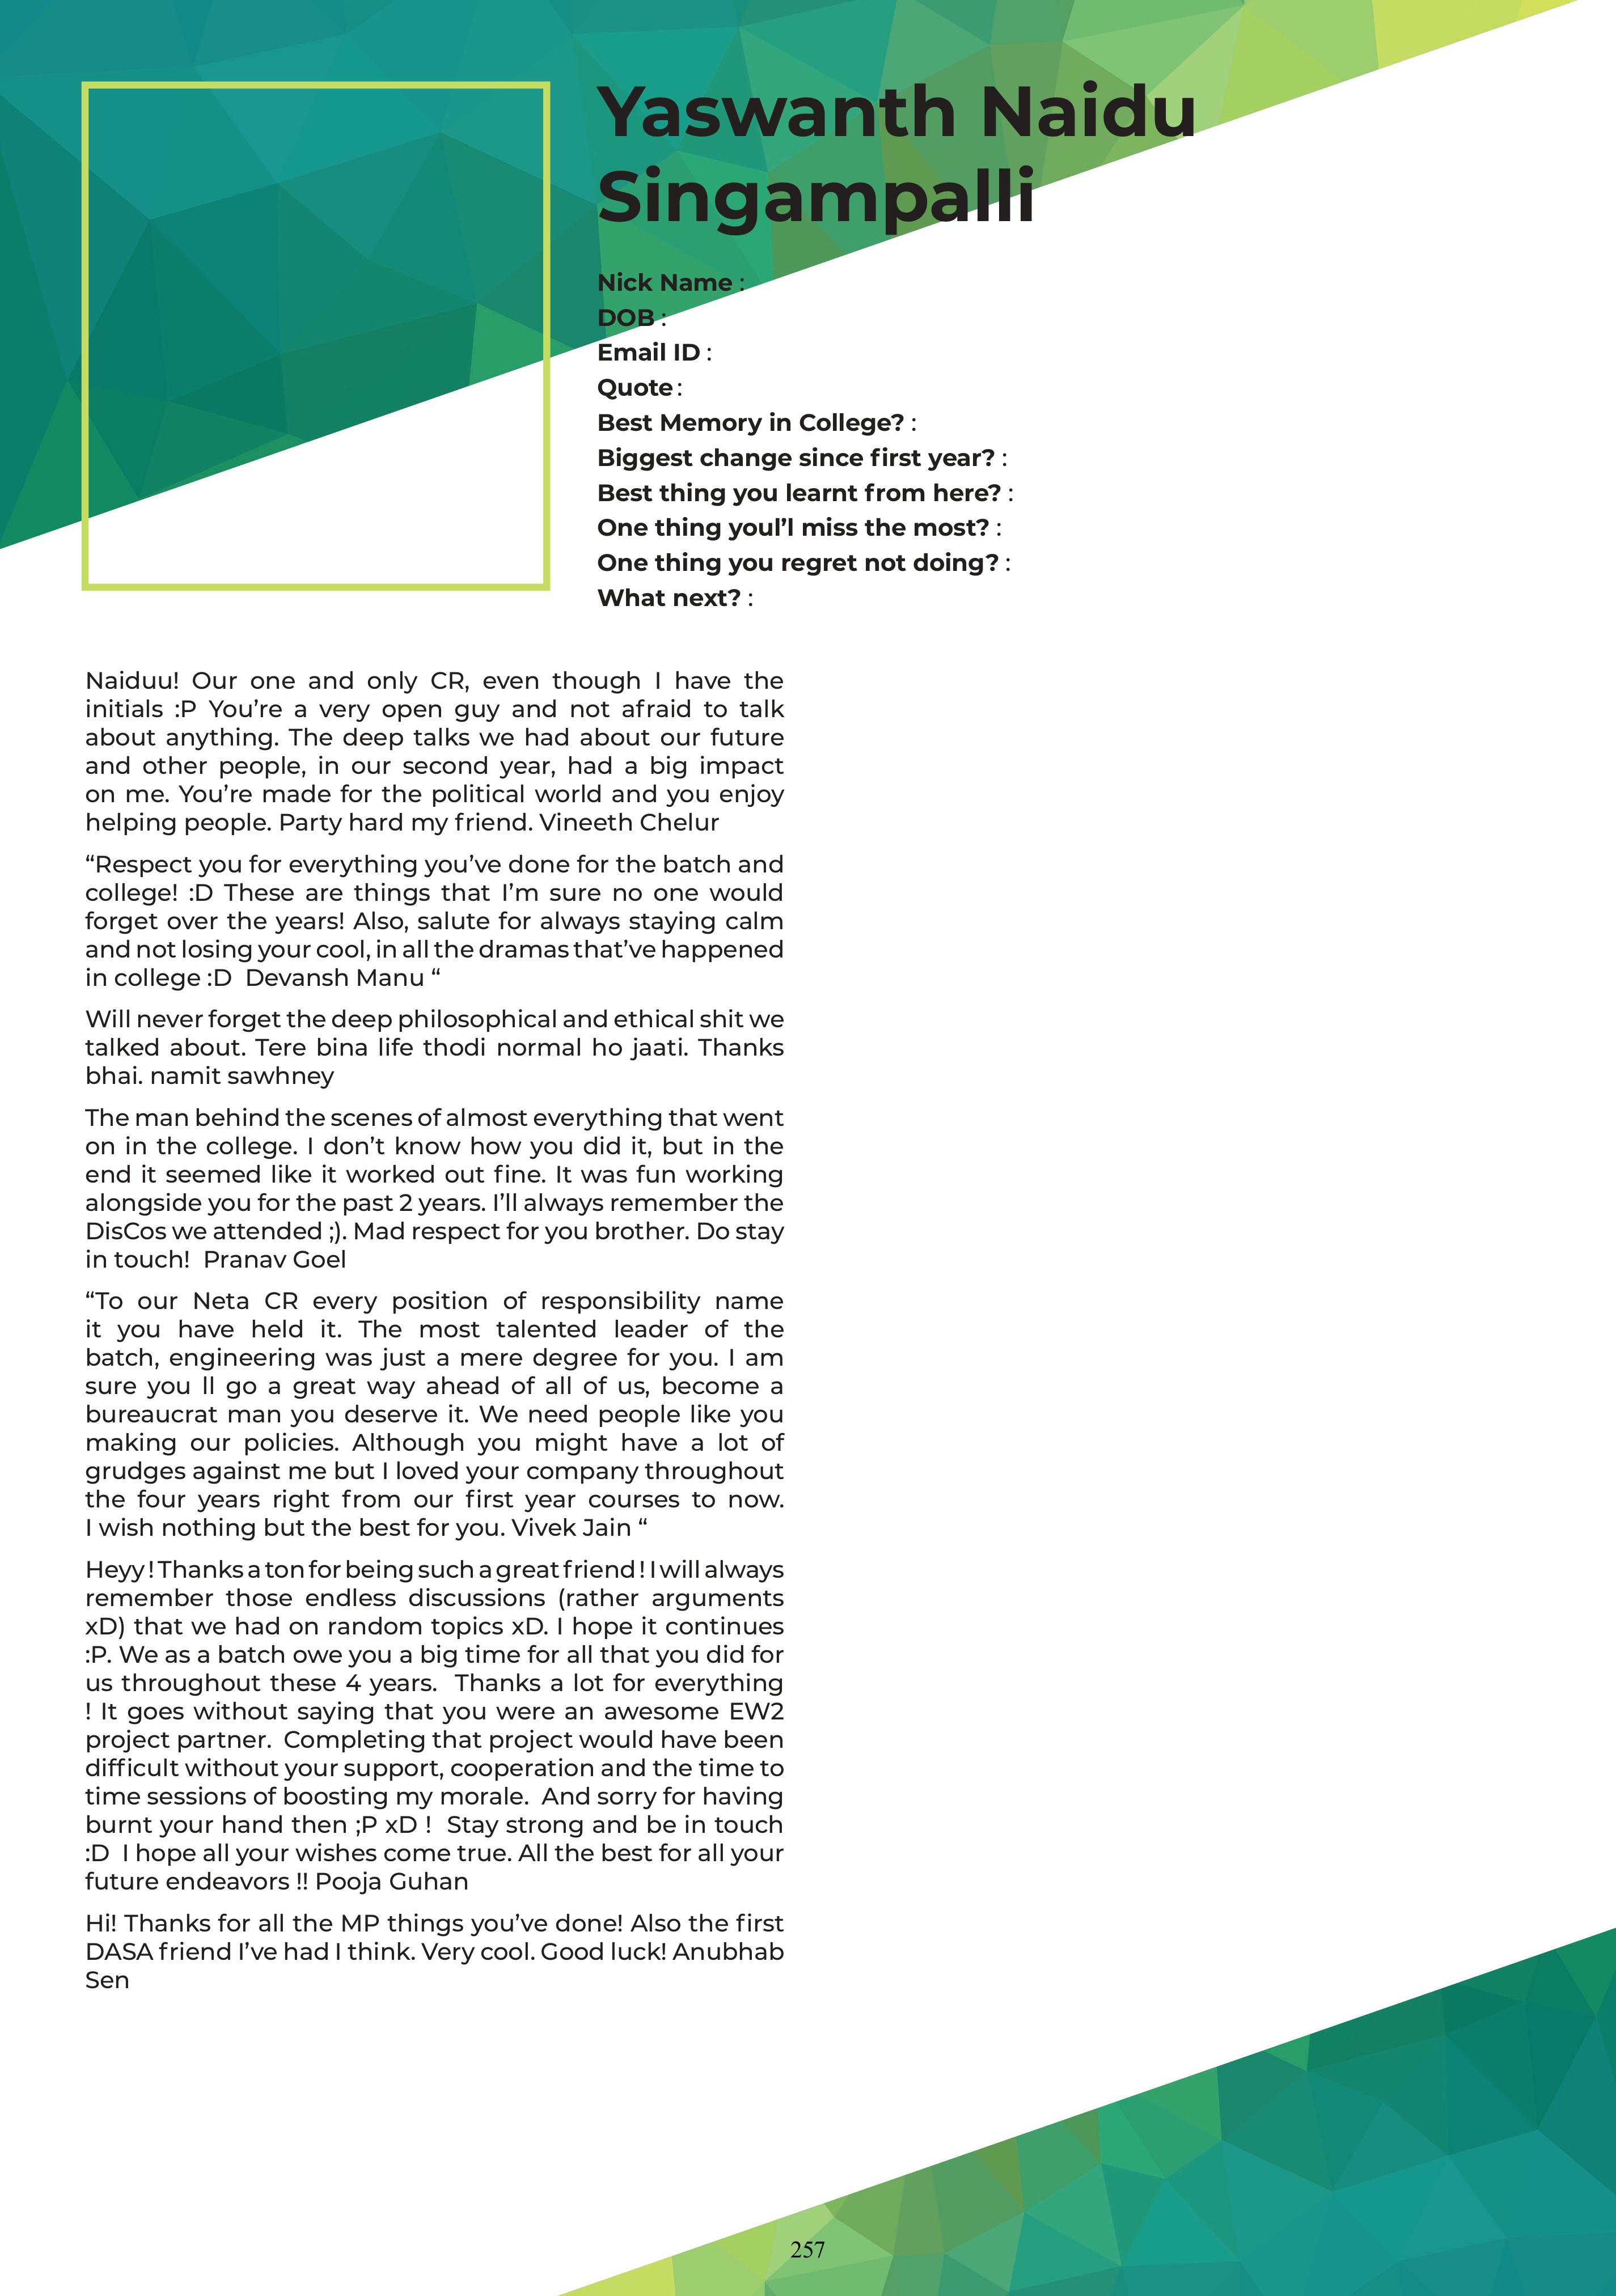 Yaswanth Naidu
Singampalli
Nick Name :
DOB :
Email ID :
Quote :
Best Memory in College? :
Biggest change since first year? :
Best thing you learnt from here? :
One thing youl’l miss the most? :
One thing you regret not doing? :
What next? :
Naiduu! Our one and only CR, even though I have the
initials :P You’re a very open guy and not afraid to talk
about anything. The deep talks we had about our future
and other people, in our second year, had a big impact
on me. You’re made for the political world and you enjoy
helping people. Party hard my friend. Vineeth Chelur
“Respect you for everything you’ve done for the batch and
college! :D These are things that I’m sure no one would
forget over the years! Also, salute for always staying calm
and not losing your cool, in all the dramas that’ve happened
in college :D  Devansh Manu “
Will never forget the deep philosophical and ethical shit we
talked about. Tere bina life thodi normal ho jaati. Thanks
bhai. namit sawhney
The man behind the scenes of almost everything that went
on in the college. I don’t know how you did it, but in the
end it seemed like it worked out fine. It was fun working
alongside you for the past 2 years. I’ll always remember the
DisCos we attended ;). Mad respect for you brother. Do stay
in touch!  Pranav Goel
“To our Neta CR every position of responsibility name
it you have held it. The most talented leader of the
batch, engineering was just a mere degree for you. I am
sure you ll go a great way ahead of all of us, become a
bureaucrat man you deserve it. We need people like you
making our policies. Although you might have a lot of
grudges against me but I loved your company throughout
the four years right from our first year courses to now.
I wish nothing but the best for you. Vivek Jain “
Heyy ! Thanks a ton for being such a great friend ! I will always
remember those endless discussions (rather arguments
xD) that we had on random topics xD. I hope it continues
:P. We as a batch owe you a big time for all that you did for
us throughout these 4 years.  Thanks a lot for everything
! It goes without saying that you were an awesome EW2
project partner.  Completing that project would have been
difficult without your support, cooperation and the time to
time sessions of boosting my morale.  And sorry for having
burnt your hand then ;P xD !  Stay strong and be in touch
:D  I hope all your wishes come true. All the best for all your
future endeavors !! Pooja Guhan
Hi! Thanks for all the MP things you’ve done! Also the first
DASA friend I’ve had I think. Very cool. Good luck! Anubhab
Sen
257